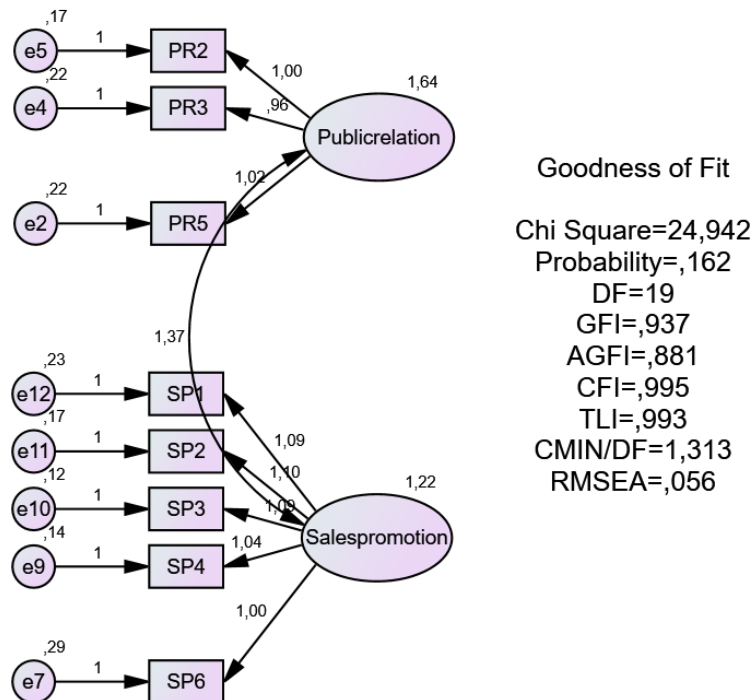 ,17
e5
1
PR2
1,00
,22
e4
1
PR3
,96
1,64
Publicrelation
,22
e2
1
PR5
1,02
1,37
,23
e12
1
SP1
1,09
,17
e11
1
SP2
1,10
,12
e10
1
SP3
1,09
1,22
Salespromotion
,14
e9
1
SP4
1,04
1,00
,29
e7
1
SP6
Goodness of Fit
Chi Square=24,942
Probability=,162
DF=19
GFI=,937
AGFI=,881
CFI=,995
TLI=,993
CMIN/DF=1,313
RMSEA=,056